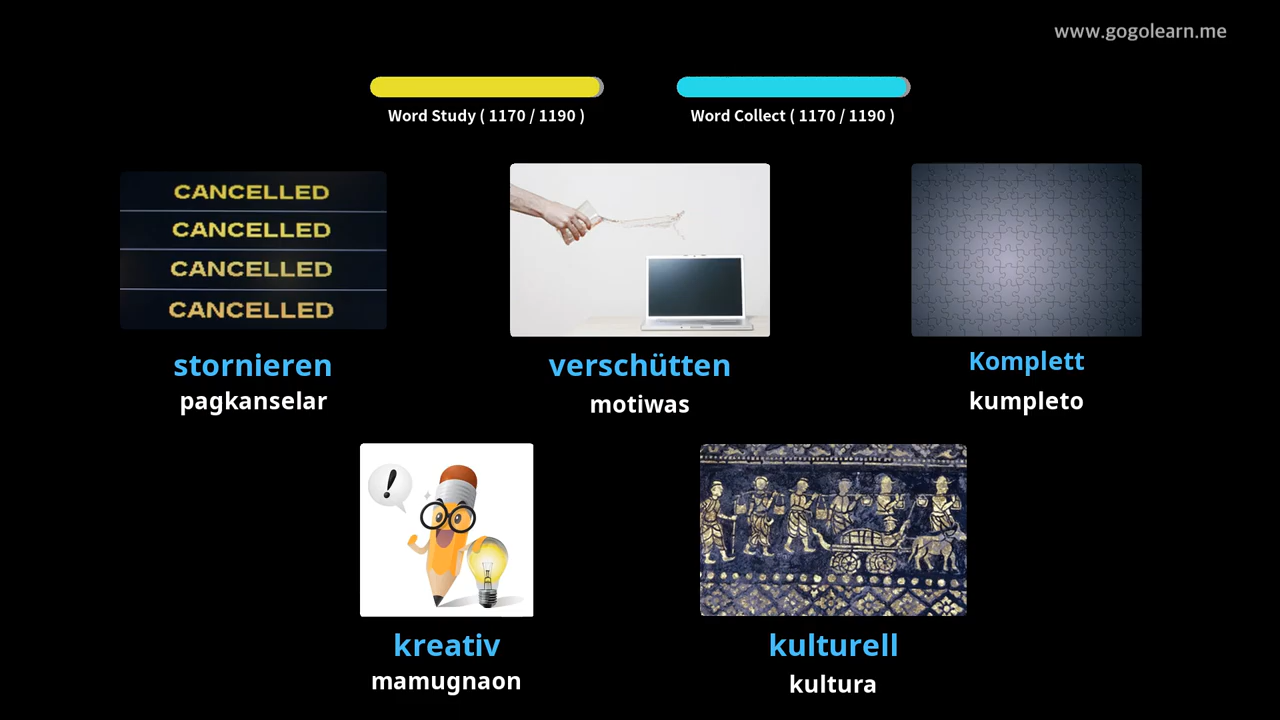 www.gogolearn.me
Word Study ( 1170 / 1190 )
Word Collect ( 1170 / 1190 )
CANCELLED
CANCELLED
CANCELLED
CANCELLED
stornieren
pagkanselar
verschütten
motiwas
Komplett
kumpleto
!
kreativ
mamugnaon
kulturell
kultura